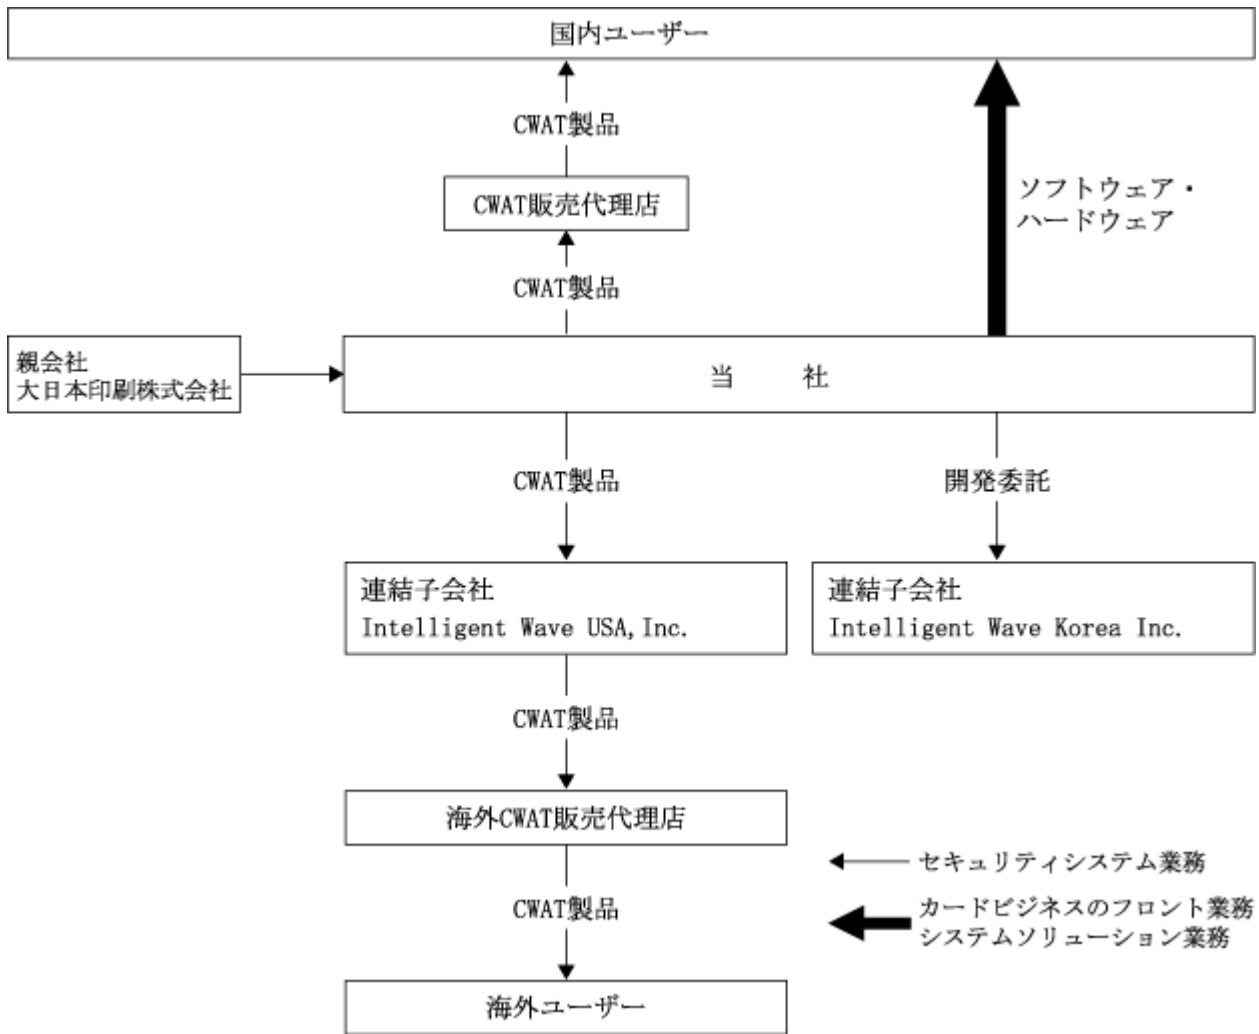 国内ユーザー
CWAT製品
CWAT販売代理店
ソフトウェア・
ハードウェア
CWAT製品
親会社
大日本印刷株式会社
当　　社
CWAT製品
開発委託
連結子会社
Intelligent Wave USA,Inc.
連結子会社
Intelligent Wave Korea Inc.
CWAT製品
海外CWAT販売代理店
セキュリティシステム業務
CWAT製品
カードビジネスのフロント業務
システムソリューション業務
海外ユーザー